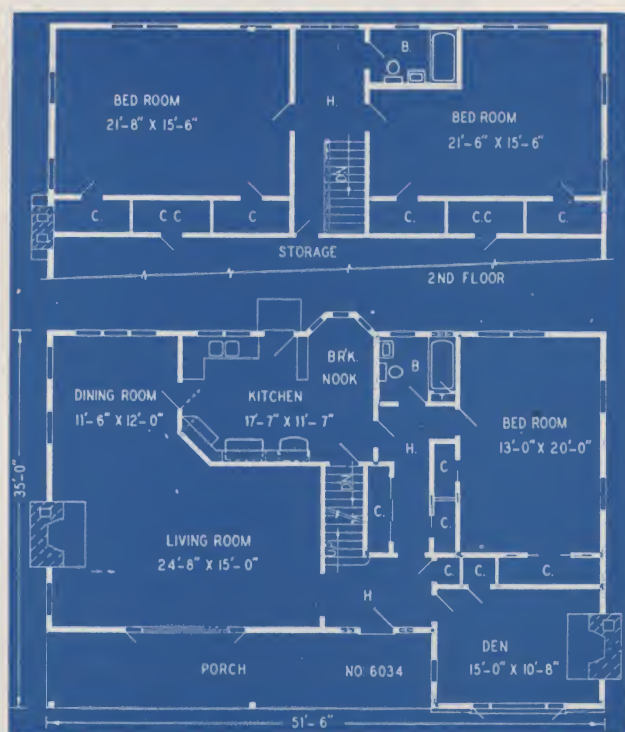 BED ROOM
21'-8" X 15'-6"
H.
B.
BED ROOM
21'-6" X 15'-6"
DN
C.
C.C
C
C.
C.C
C.
STORAGE
2ND FLOOR
BR'K.
NOOK
B
DINING ROOM
11'-6" X 12'-0"
KITCHEN
17'-7" X 11'-7"
BED ROOM
13'-0" X 20'-0"
H.
C.
C.
C.
DN
UP
LIVING ROOM
24'-8" X 15'-0"
C.
C.
C.
H
DEN
15'-0" X 10'-8"
PORCH
NO 6034
35'-0"
51'-6"